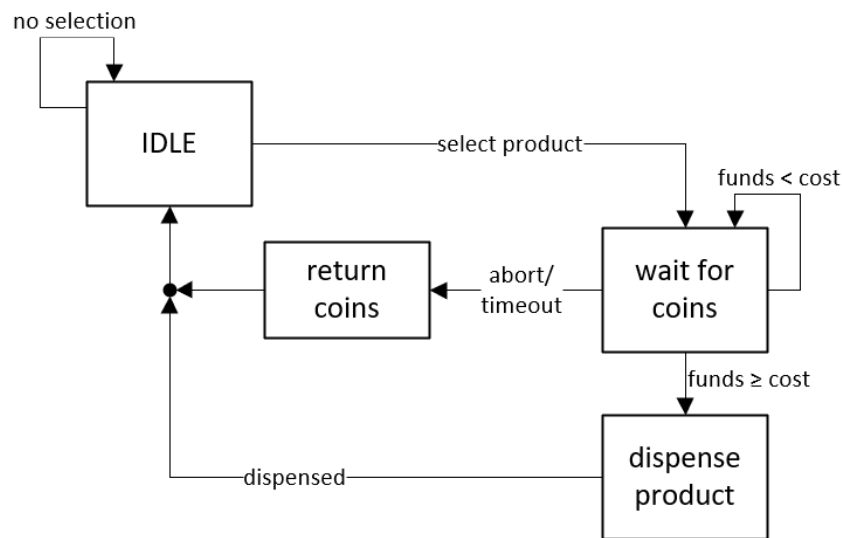 no selection
IDLE
select product
funds < cost
return
coins
abort/
timeout
wait for
coins
funds ≥ cost
dispense
product
dispensed